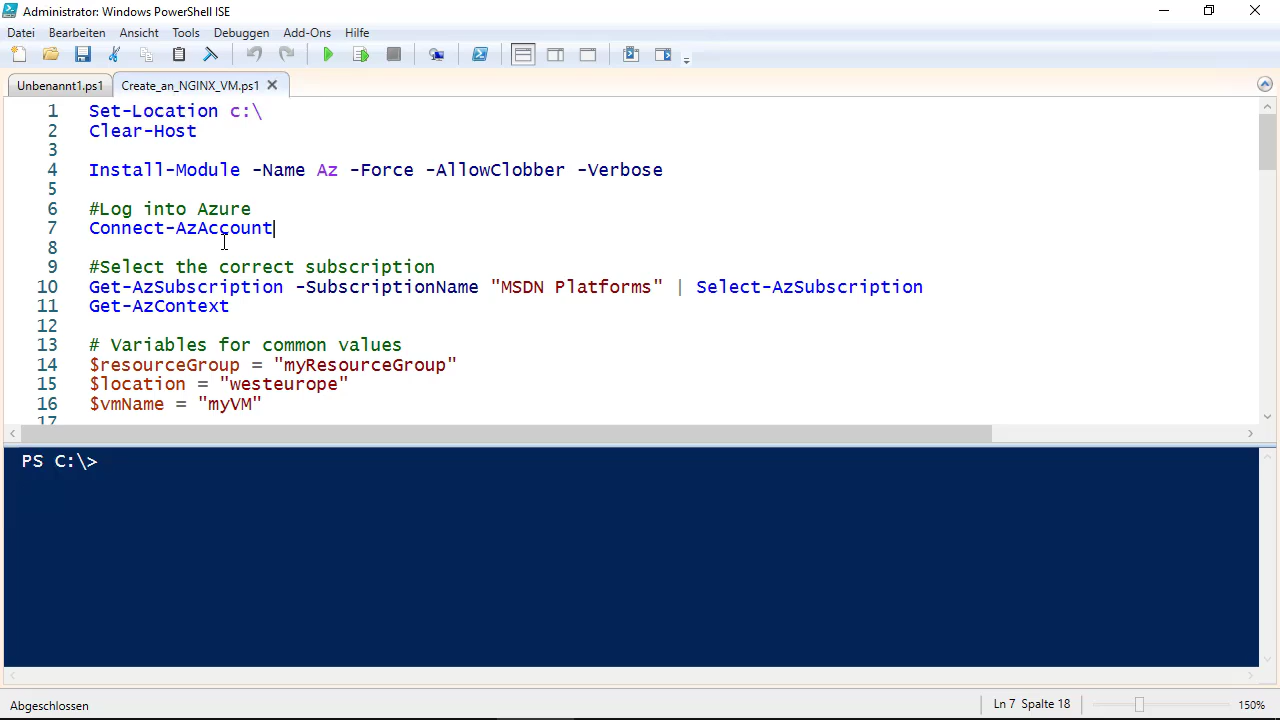 Administrator: Windows PowerShell ISE
Datei Bearbeiten Ansicht Tools Debuggen Add-Ons Hilfe
Unbenannt1.ps1 Create_an_NGINX_VM.ps1
1 Set-Location c:\
2 Clear-Host
3
4 Install-Module -Name Az -Force -AllowClobber -Verbose
5
6 #Log into Azure
7 Connect-AzAccount
8
9 #Select the correct subscription
10 Get-AzSubscription -SubscriptionName "MSDN Platforms" | Select-AzSubscription
11 Get-AzContext
12
13 # Variables for common values
14 $resourceGroup = "myResourceGroup"
15 $location = "westeurope"
16 $vmName = "myVM"
17
PS C:\>
Abgeschlossen Ln 7 Spalte 18 150%